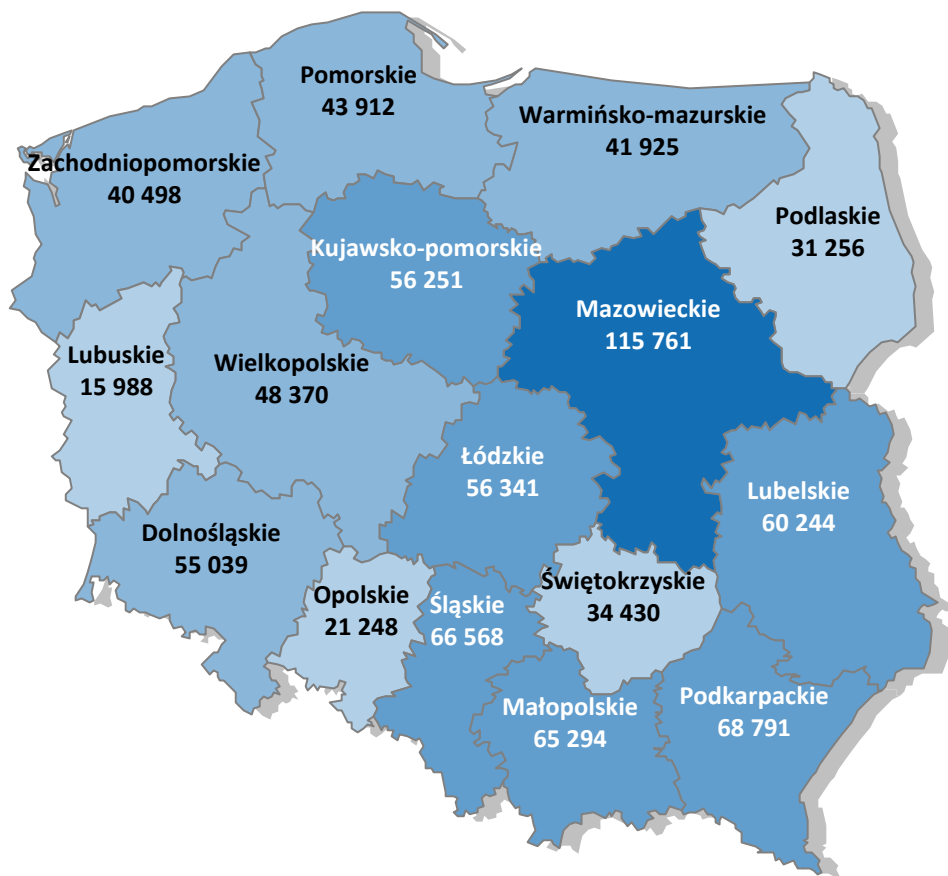 Pomorskie
43 912
Warmińsko-mazurskie
41 925
Zachodniopomorskie
40 498
Podlaskie
31 256
Kujawsko-pomorskie
56 251
Mazowieckie
115 761
Lubuskie
15 988
Wielkopolskie
48 370
Łódzkie
56 341
Lubelskie
60 244
Dolnośląskie
55 039
Opolskie
21 248
Śląskie
66 568
Świętokrzyskie
34 430
Małopolskie
65 294
Podkarpackie
68 791